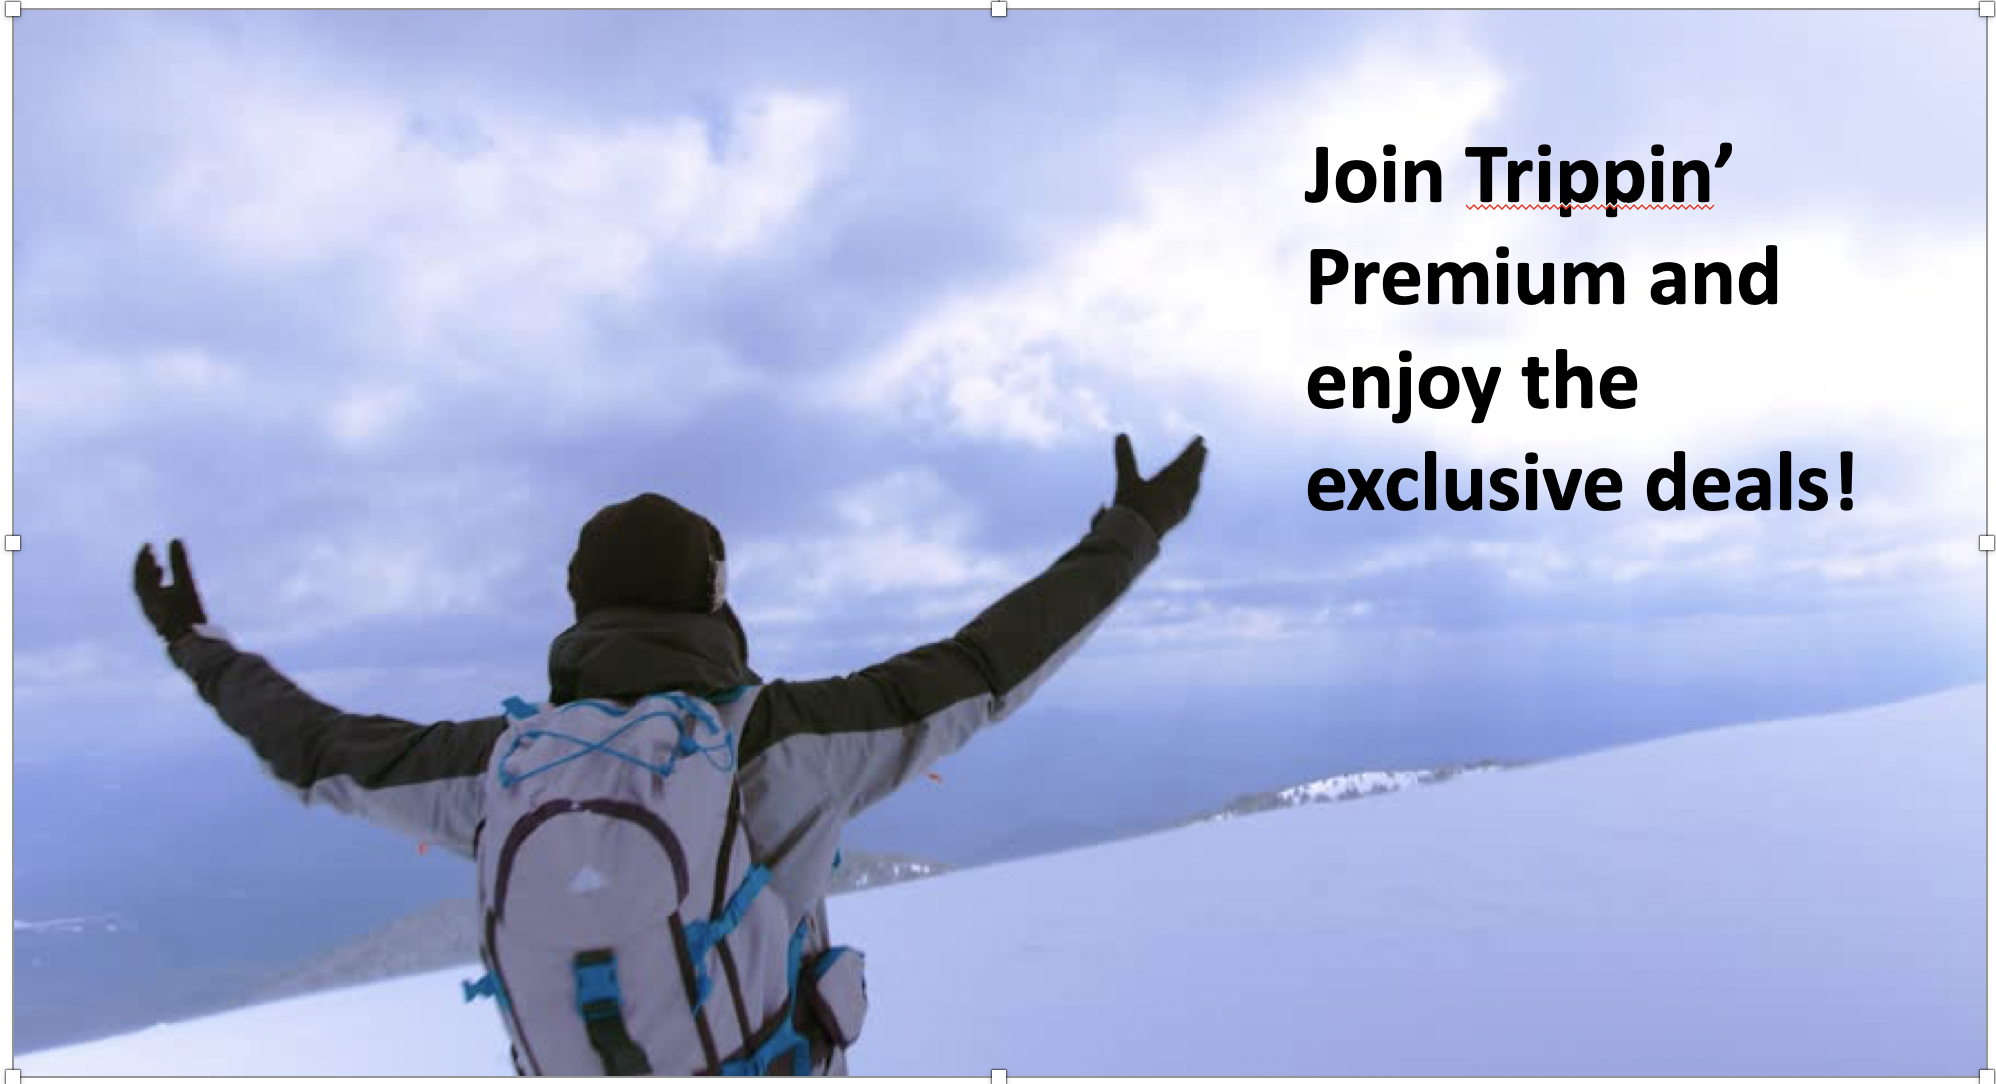 Join Trippin’
Premium and
enjoy the
exclusive deals!